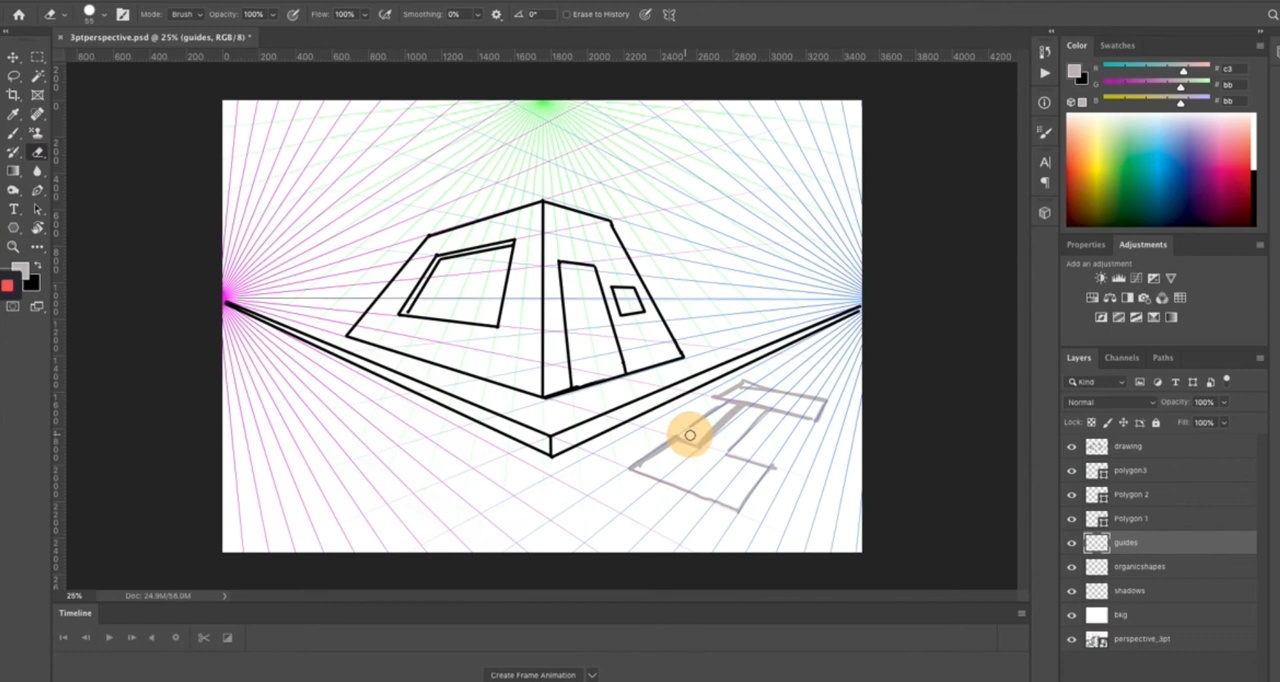 55 Mode: Brush Opacity: 100% Flow: 100% Smoothing: 0% 0° Erase to History
× 3ptperspective.psd @ 25% (guides, RGB/8) *
800 600 400 200 0 200 400 600 800 1000 1200 1400 1600 1800 2000 2200 2400 2600 2800 3000 3200 3400 3600 3800 4000 4200
Color Swatches
R c3
G bb
B bb
Properties Adjustments
Add an adjustment
Layers Channels Paths
Kind
Normal Opacity: 100%
Lock: Fill: 100%
drawing
polygon3
Polygon 2
Polygon 1
guides
organicshapes
shadows
bkg
perspective_3pt
25% Doc: 24.9M/58.0M
Timeline
Create Frame Animation